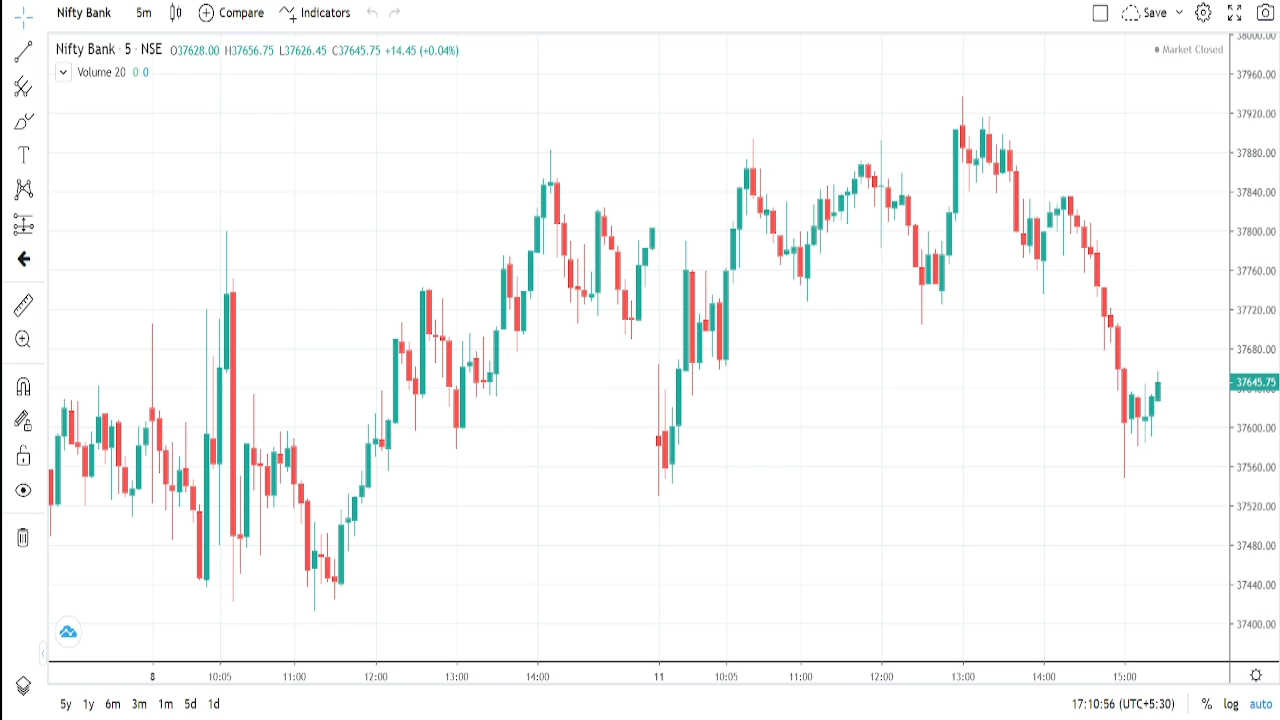 Nifty Bank 5m Compare Indicators Save
Nifty Bank · 5 · NSE O37628.00 H37656.75 L37626.45 C37645.75 +14.45 (+0.04%)
Market Closed
Volume 20 0 0
38000.00
37960.00
37920.00
37880.00
37840.00
37800.00
37760.00
37720.00
37680.00
37645.75
37600.00
37560.00
37520.00
37480.00
37440.00
37400.00
8 10:05 11:00 12:00 13:00 14:00 11 10:05 11:00 12:00 13:00 14:00 15:00
5y 1y 6m 3m 1m 5d 1d 17:10:56 (UTC+5:30) % log auto